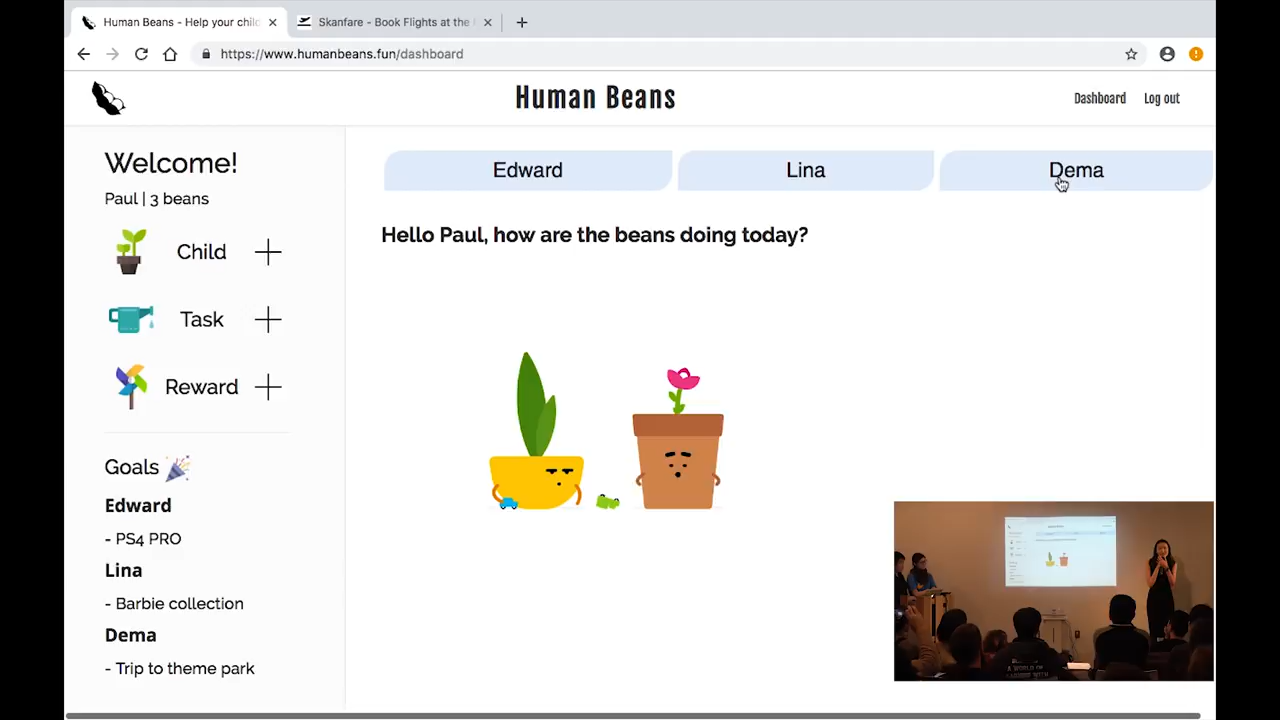 Human Beans - Help your child
Skanfare - Book Flights at the
https://www.humanbeans.fun/dashboard
Human Beans
Dashboard
Log out
Welcome!
Paul | 3 beans
Child
Task
Reward
Goals
Edward
- PS4 PRO
Lina
- Barbie collection
Dema
- Trip to theme park
Edward
Lina
Dema
Hello Paul, how are the beans doing today?